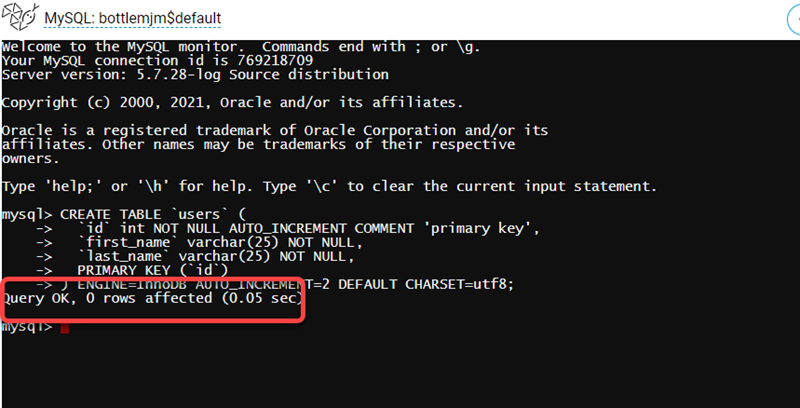 MySQL: bottlemjm$default
Welcome to the MySQL monitor.  Commands end with ; or \g.
Your MySQL connection id is 769218709
Server version: 5.7.28-log Source distribution
Copyright (c) 2000, 2021, Oracle and/or its affiliates.
Oracle is a registered trademark of Oracle Corporation and/or its
affiliates. Other names may be trademarks of their respective
owners.
Type 'help;' or '\h' for help. Type '\c' to clear the current input statement.
mysql> CREATE TABLE `users` (
    ->   `id` int NOT NULL AUTO_INCREMENT COMMENT 'primary key',
    ->   `first_name` varchar(25) NOT NULL,
    ->   `last_name` varchar(25) NOT NULL,
    ->   PRIMARY KEY (`id`)
    -> ) ENGINE=InnoDB AUTO_INCREMENT=2 DEFAULT CHARSET=utf8;
Query OK, 0 rows affected (0.05 sec)
mysql>